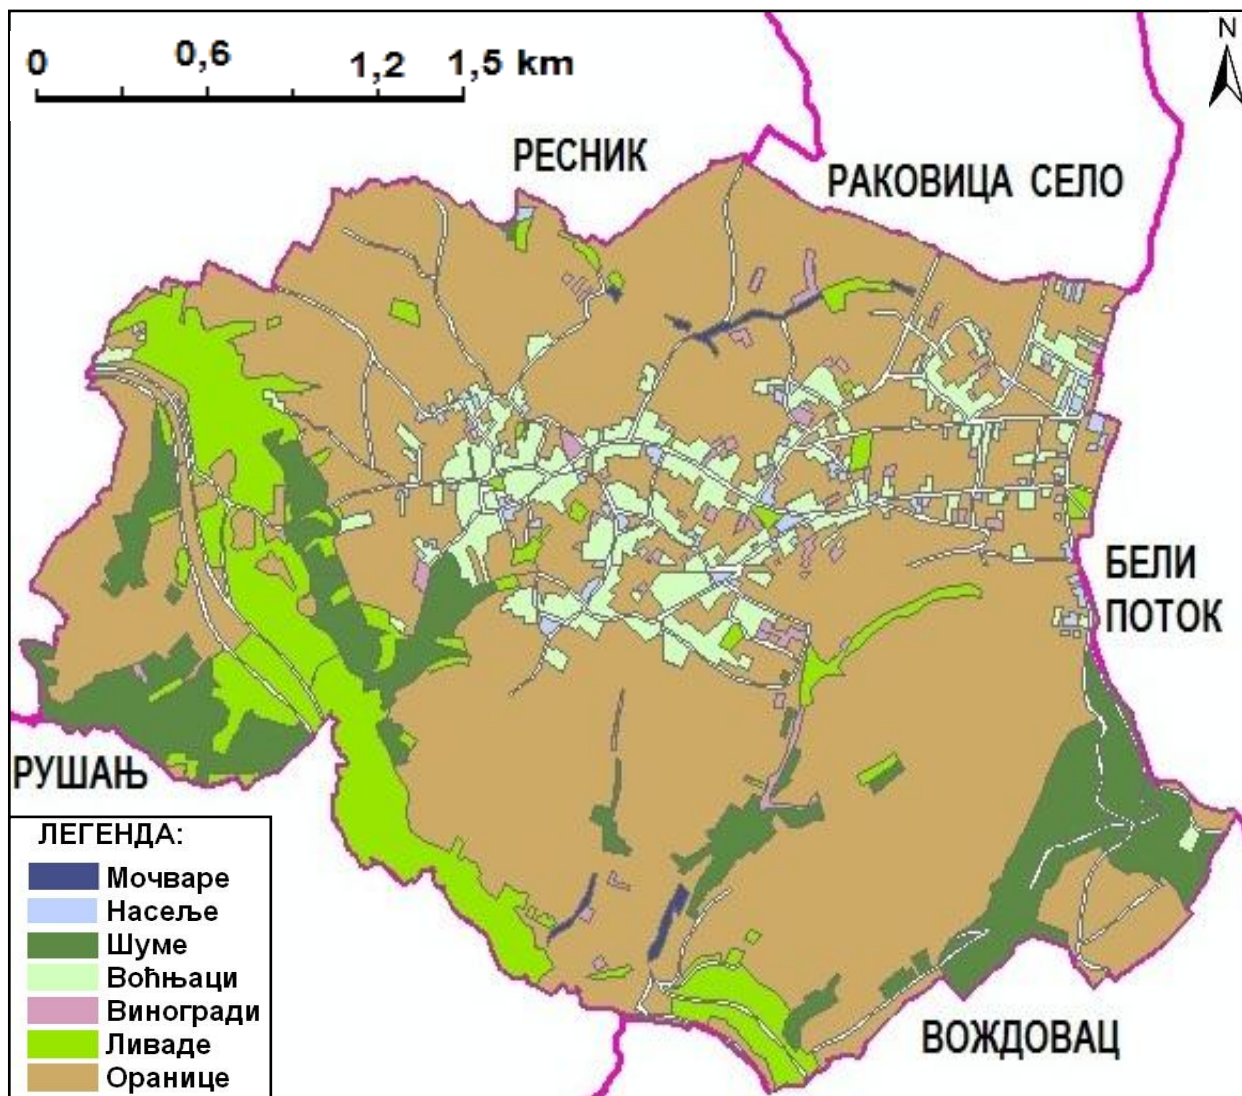 0 0,6 1,2 1,5 km
N
РЕСНИК
РАКОВИЦА СЕЛО
БЕЛИ
ПОТОК
РУШАЊ
ВОЖДОВАЦ
ЛЕГЕНДА:
Мочваре
Насеље
Шуме
Воћњаци
Виногради
Ливаде
Оранице